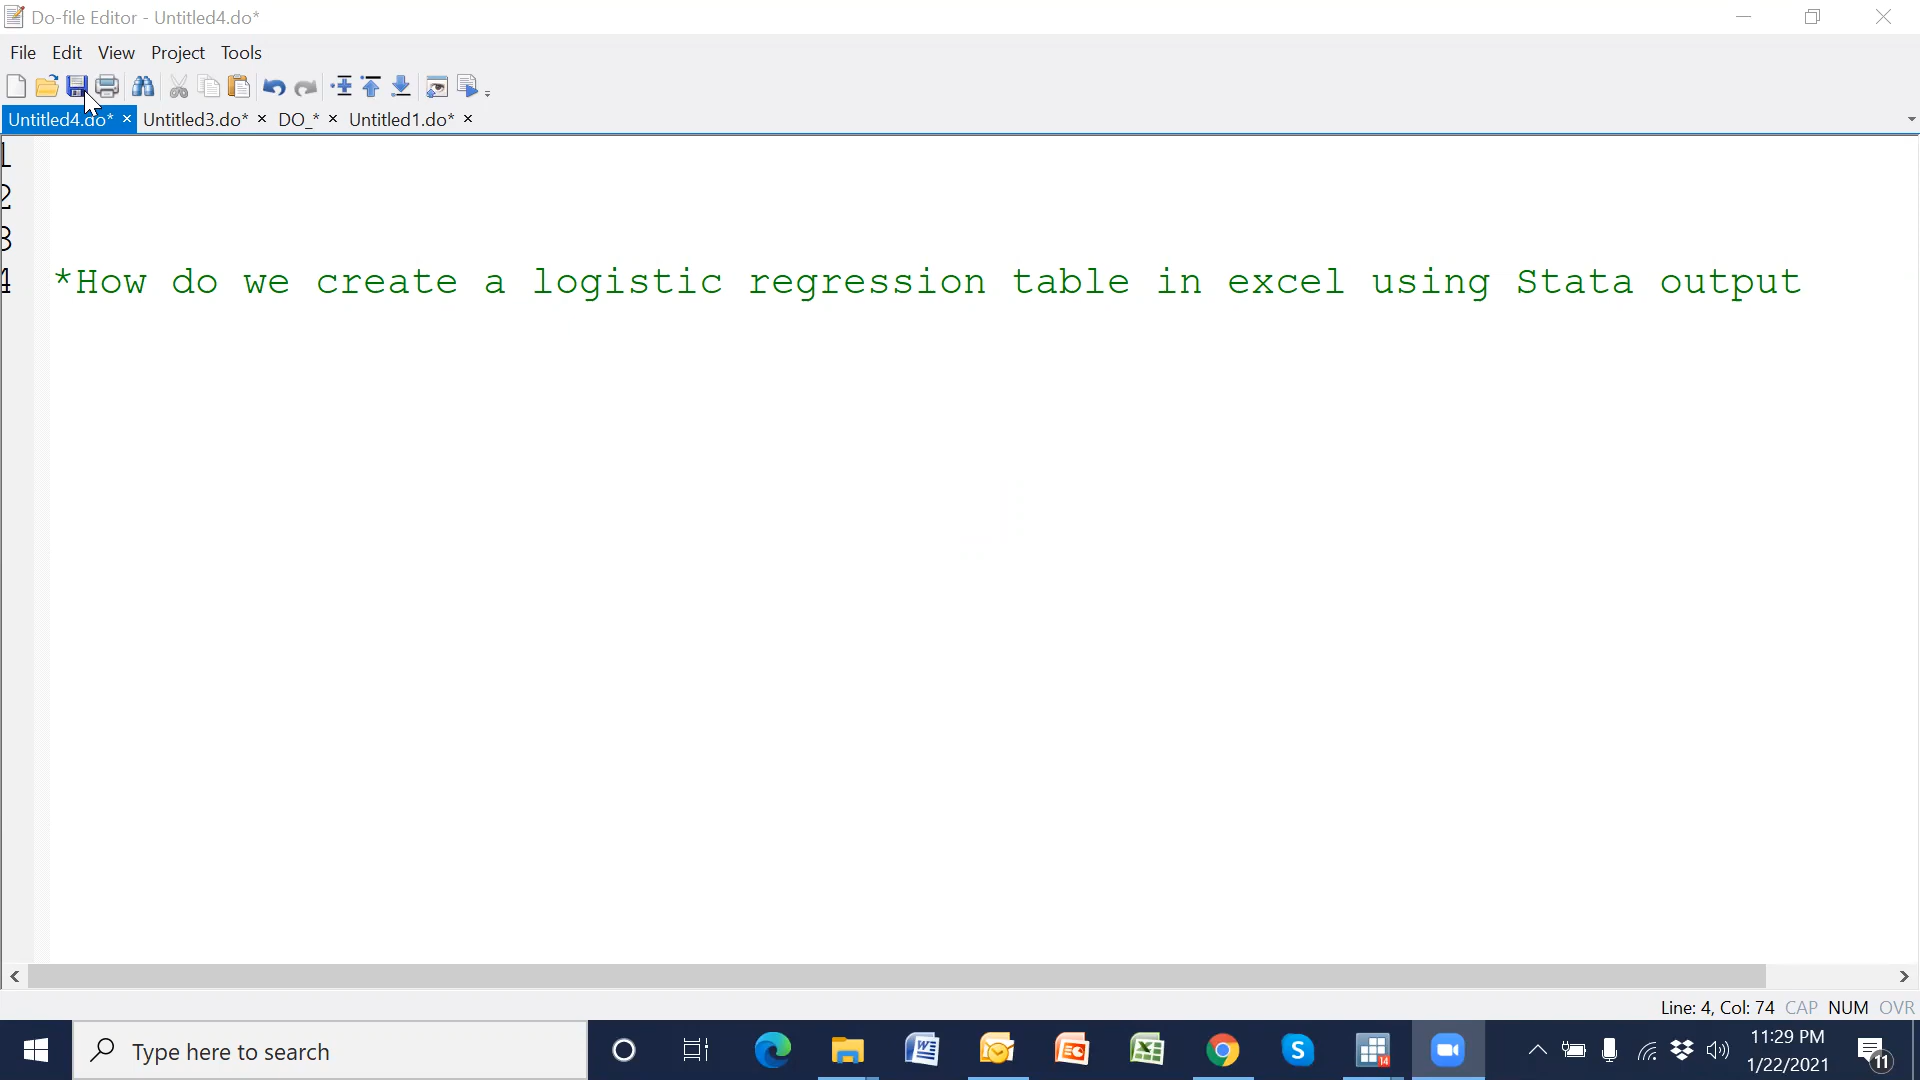 Do-file Editor - Untitled4.do*
File Edit View Project Tools
Untitled4.do* × Untitled3.do* × DO_* × Untitled1.do* ×
1
2
3
4 *How do we create a logistic regression table in excel using Stata output
Line: 4, Col: 74 CAP NUM OVR
Type here to search
14
11:29 PM
1/22/2021
11